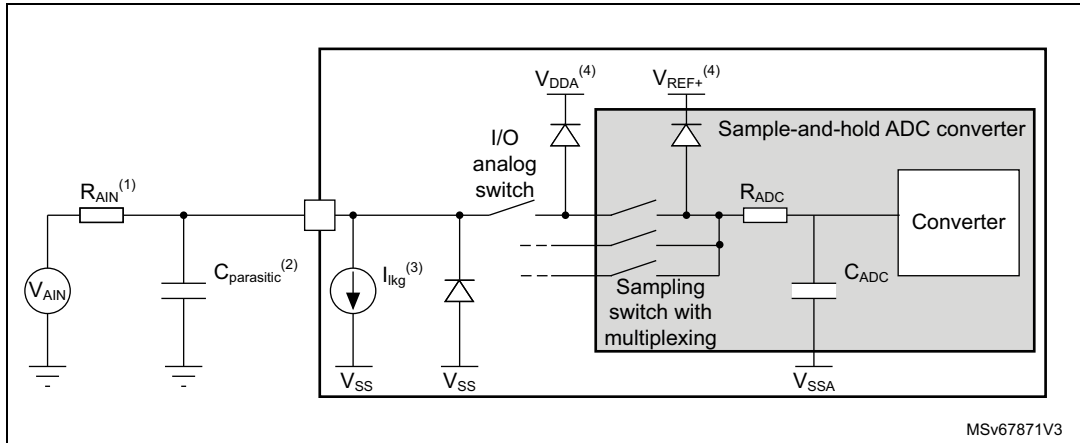 V_DDA^(4)
V_REF+^(4)
Sample-and-hold ADC converter
I/O
analog
switch
R_AIN^(1)
R_ADC
Converter
V_AIN
C_parasitic^(2)
I_lkg^(3)
C_ADC
Sampling
switch with
multiplexing
V_SS
V_SS
V_SSA
MSv67871V3